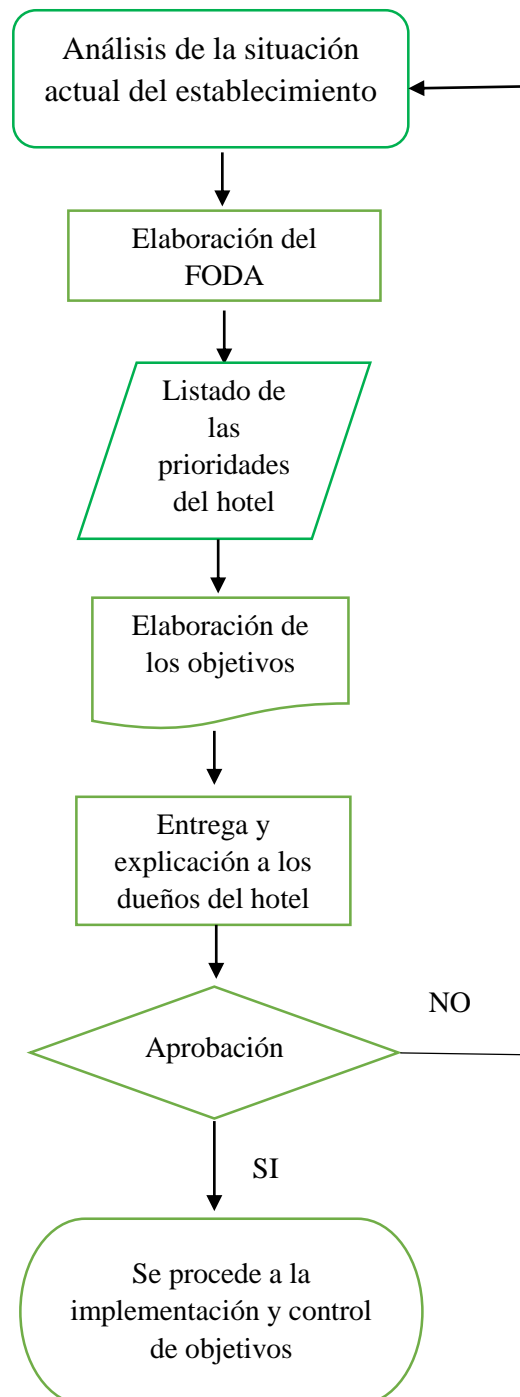 Análisis de la situación
actual del establecimiento
Elaboración del
FODA
Listado de
las
prioridades
del hotel
Elaboración de
los objetivos
Entrega y
explicación a los
dueños del hotel
NO
Aprobación
SI
Se procede a la
implementación y control
de objetivos